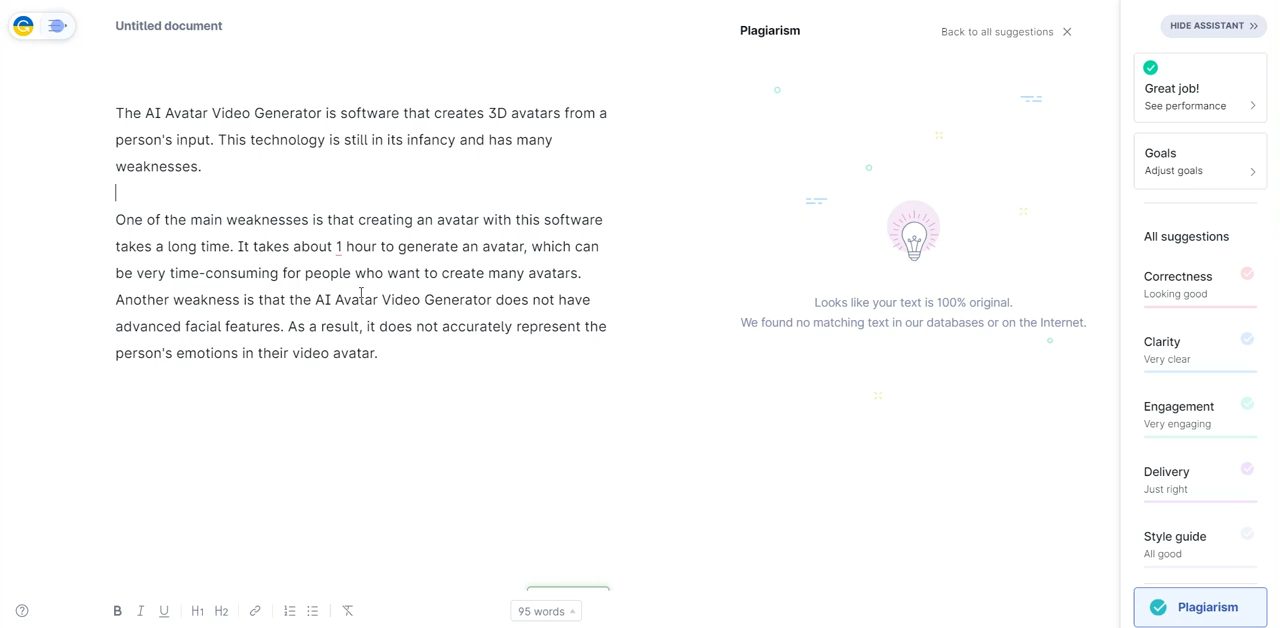 Untitled document
The AI Avatar Video Generator is software that creates 3D avatars from a
person's input. This technology is still in its infancy and has many
weaknesses.
One of the main weaknesses is that creating an avatar with this software
takes a long time. It takes about 1 hour to generate an avatar, which can
be very time-consuming for people who want to create many avatars.
Another weakness is that the AI Avatar Video Generator does not have
advanced facial features. As a result, it does not accurately represent the
person's emotions in their video avatar.
B I U H1 H2
95 words
Plagiarism
Back to all suggestions
Looks like your text is 100% original.
We found no matching text in our databases or on the Internet.
HIDE ASSISTANT
Great job!
See performance
Goals
Adjust goals
All suggestions
Correctness
Looking good
Clarity
Very clear
Engagement
Very engaging
Delivery
Just right
Style guide
All good
Plagiarism